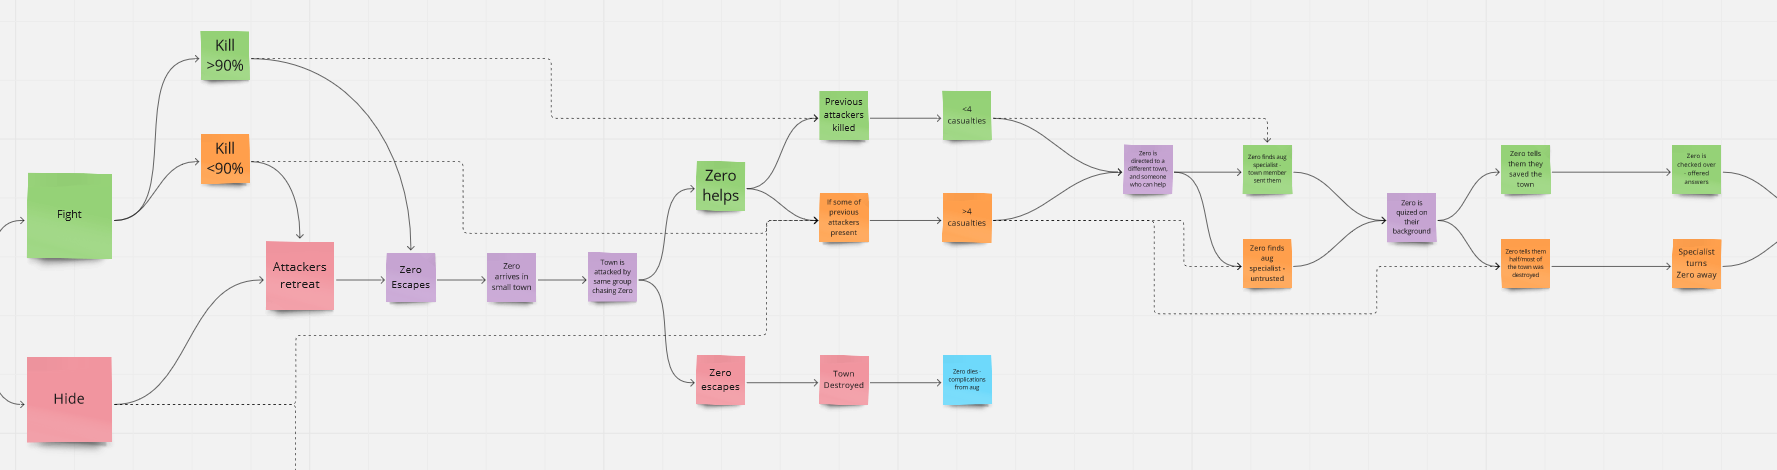 Kill
>90%
Kill
<90%
Fight
Hide
Attackers
retreat
Zero
Escapes
Zero
arrives in
small town
Town is
attacked by
same group
chasing Zero
Zero
helps
Zero
escapes
Previous
attackers
killed
If some of
previous
attackers
present
Town
Destroyed
<4
casualties
>4
casualties
Zero dies -
complications
from aug
Zero is
directed to a
different town,
and someone
who can help
Zero finds aug
specialist -
town member
sent them
Zero finds
aug
specialist -
untrusted
Zero is
quized on
their
background
Zero tells
them they
saved the
town
Zero tells them
half/most of
the town was
destroyed
Zero is
checked over
- offered
answers
Specialist
turns
Zero away